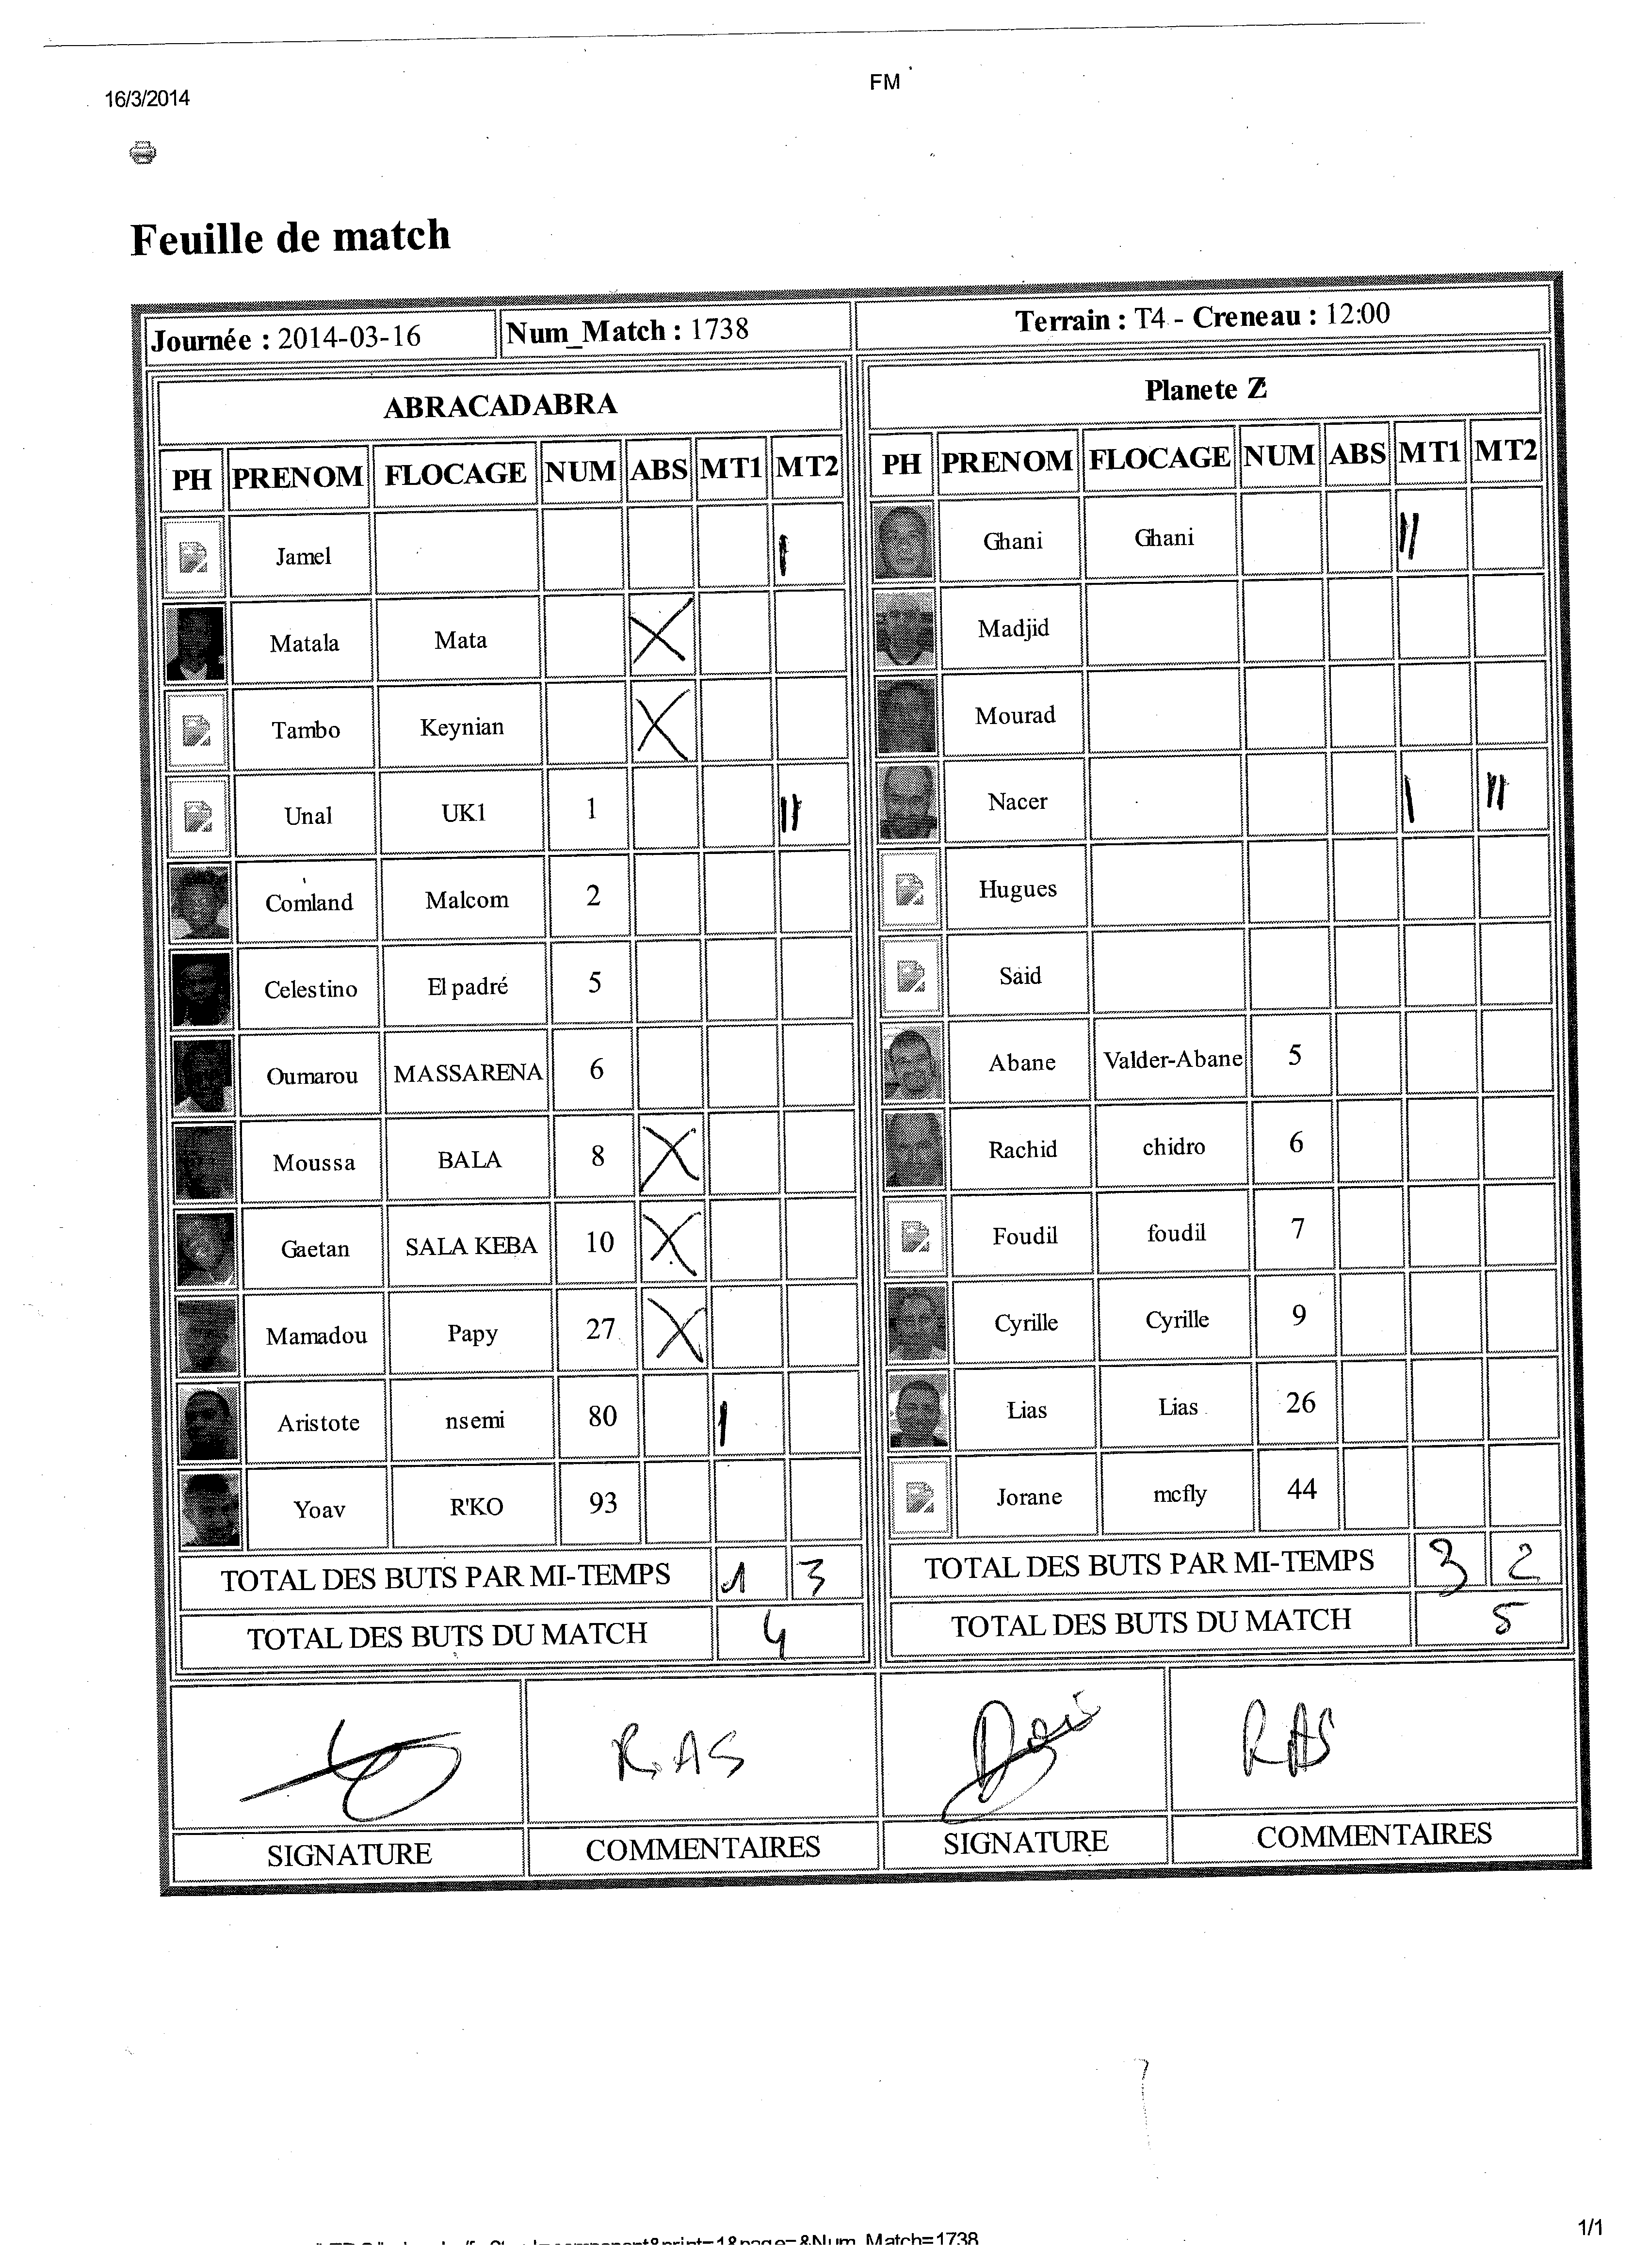 FM
16/3/2014
Feuille de match
Journée : 2014-03-16 Num_Match : 1738 Terrain : T4 - Creneau : 12:00
ABRACADABRA Planete Z
PH PRENOM FLOCAGE NUM ABS MT1 MT2 PH PRENOM FLOCAGE NUM ABS MT1 MT2
Jamel I Ghani Ghani II
Matala Mata X Madjid
Tambo Keynian X Mourad
Unal UK1 1 II Nacer I II
Comland Malcom 2 Hugues
Celestino El padré 5 Said
Oumarou MASSARENA 6 Abane Valder-Abane 5
Moussa BALA 8 X Rachid chidro 6
Gaetan SALA KEBA 10 X Foudil foudil 7
Mamadou Papy 27 X Cyrille Cyrille 9
Aristote nsemi 80 I Lias Lias 26
Yoav R'KO 93 Jorane mcfly 44
TOTAL DES BUTS PAR MI-TEMPS 1 3 TOTAL DES BUTS PAR MI-TEMPS 3 2
TOTAL DES BUTS DU MATCH 4 TOTAL DES BUTS DU MATCH 5
R.AS RAS
SIGNATURE COMMENTAIRES SIGNATURE COMMENTAIRES
1/1
&print=1&page=&Num_Match=1738